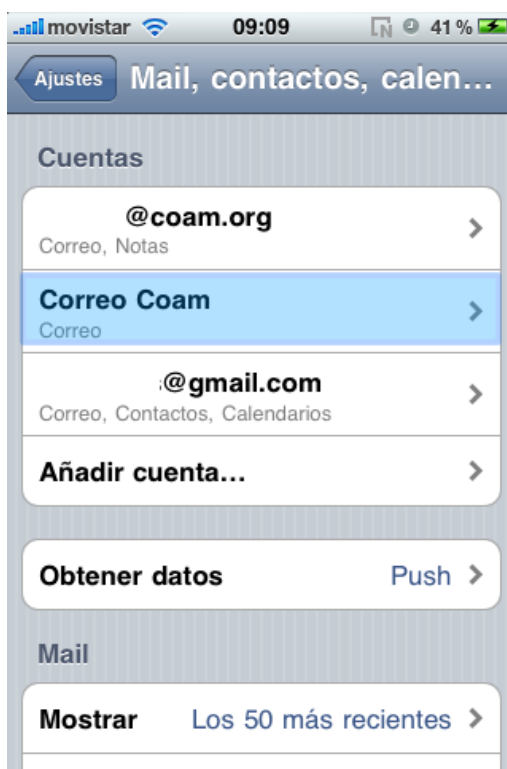 movistar 09:09 41 %
Ajustes Mail, contactos, calen...
Cuentas
@coam.org
Correo, Notas
Correo Coam
Correo
@gmail.com
Correo, Contactos, Calendarios
Añadir cuenta...
Obtener datos Push
Mail
Mostrar Los 50 más recientes